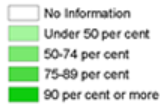 No Information
Under 50 per cent
50-74 per cent
75-89 per cent
90 per cent or more